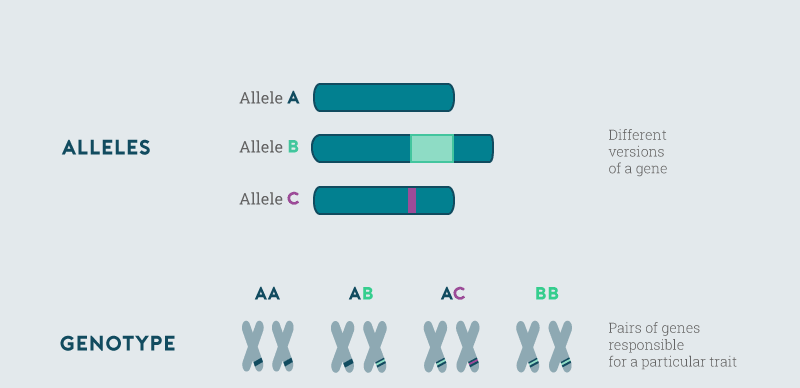 Allele A
ALLELES
Allele B
Allele C
Different
versions
of a gene
AA
AB
AC
BB
GENOTYPE
Pairs of genes
responsible
for a particular trait